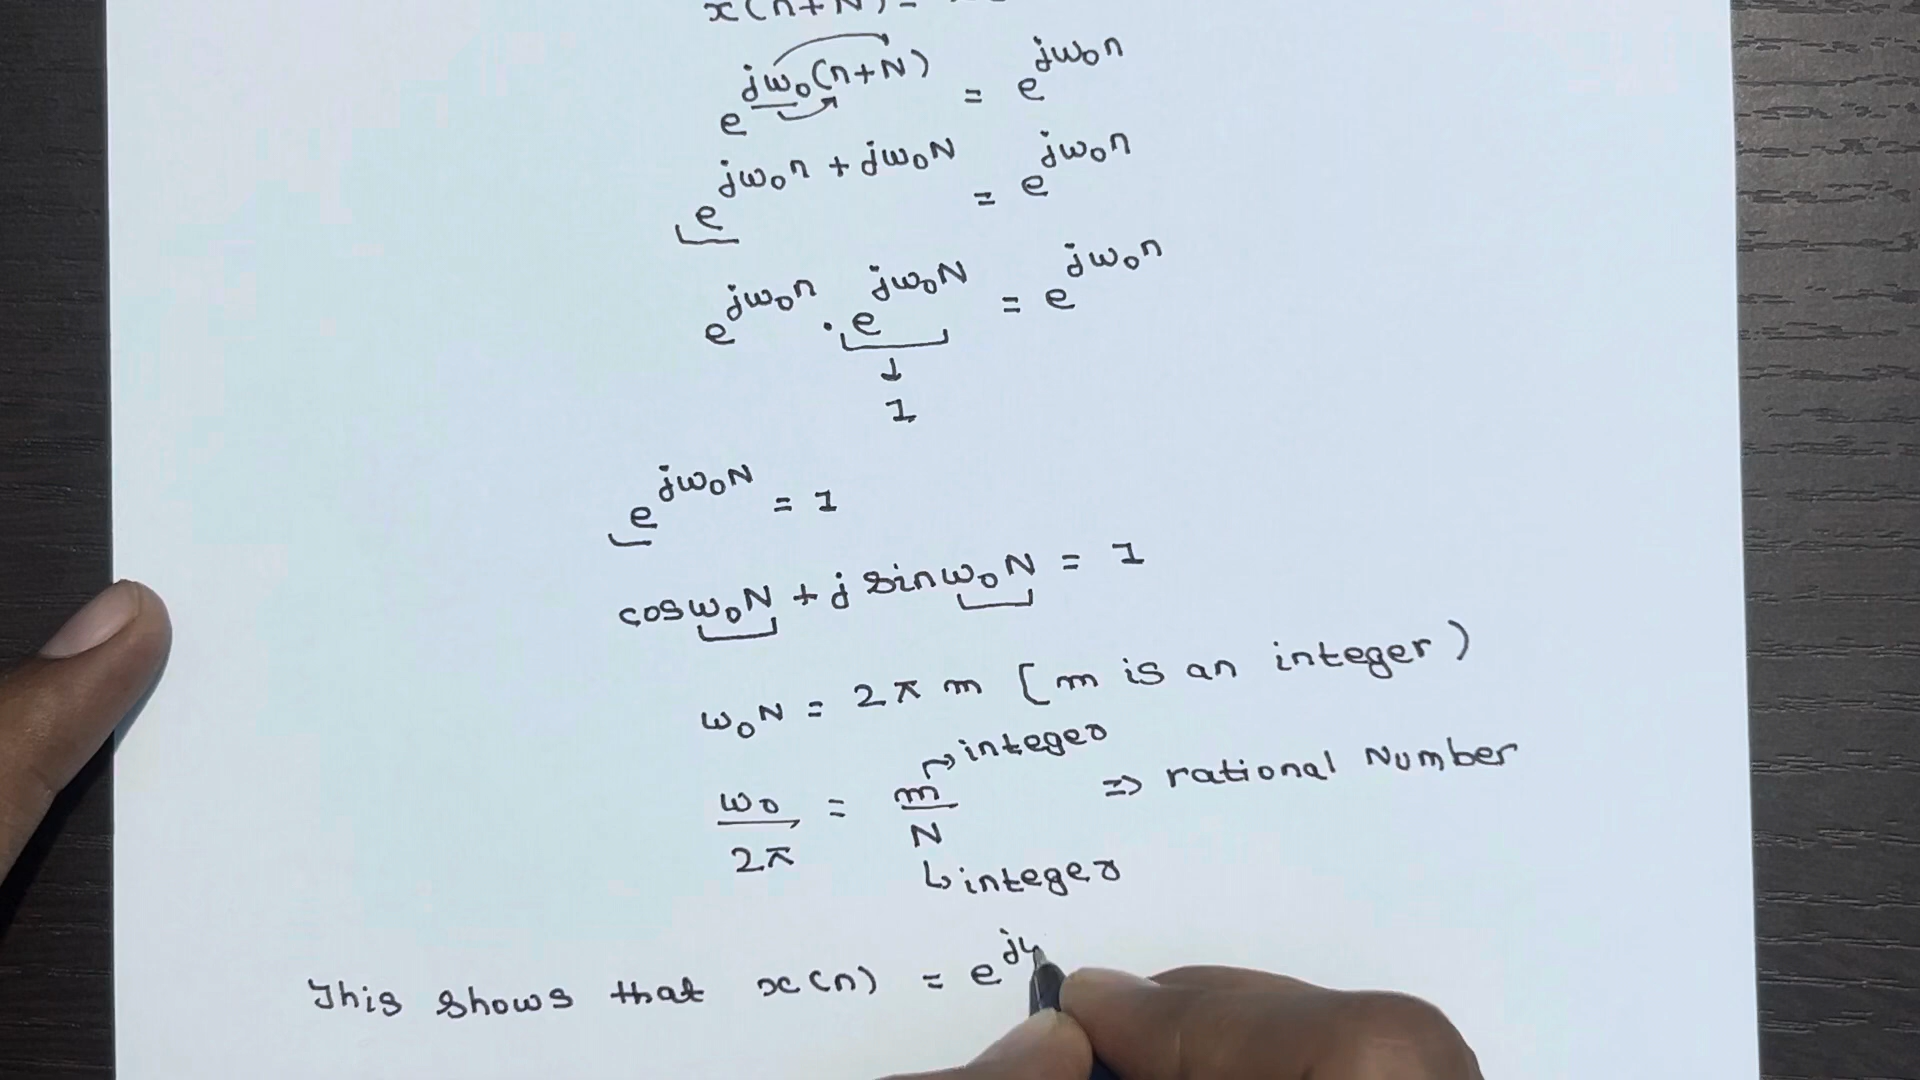 x(n+N) =
e^{jω₀(n+N)} = e^{jω₀n}
e^{jω₀n + jω₀N} = e^{jω₀n}
e^{jω₀n} . e^{jω₀N} = e^{jω₀n}
↓
1
e^{jω₀N} = 1
cosω₀N + j sinω₀N = 1
ω₀N = 2π m [m is an integer)
ω₀/2π = m/N ⇒ rational Number
↱integer
↳integer
This shows that x(n) = e^{j